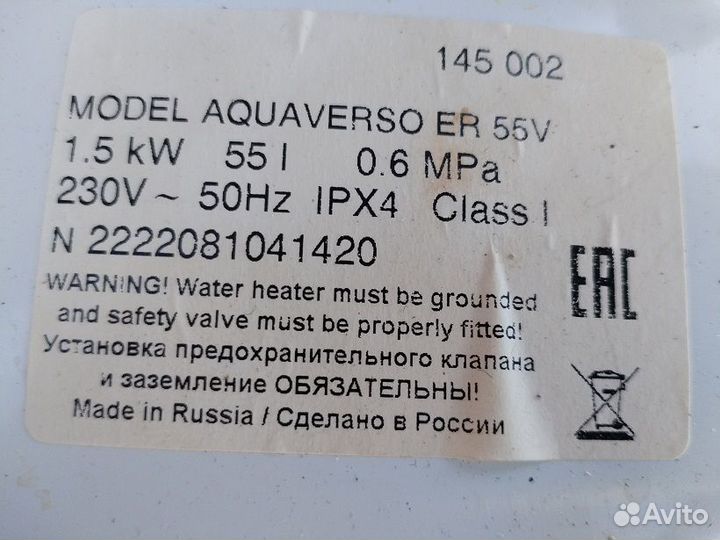 145 002
MODEL AQUAVERSO ER 55V
1.5 kW 55 l 0.6 MPa
230V ~ 50Hz IPX4 Class I
N 2222081041420
EAC
WARNING! Water heater must be grounded
and safety valve must be properly fitted!
Установка предохранительного клапана
и заземление ОБЯЗАТЕЛЬНЫ!
Made in Russia / Сделано в России
Avito